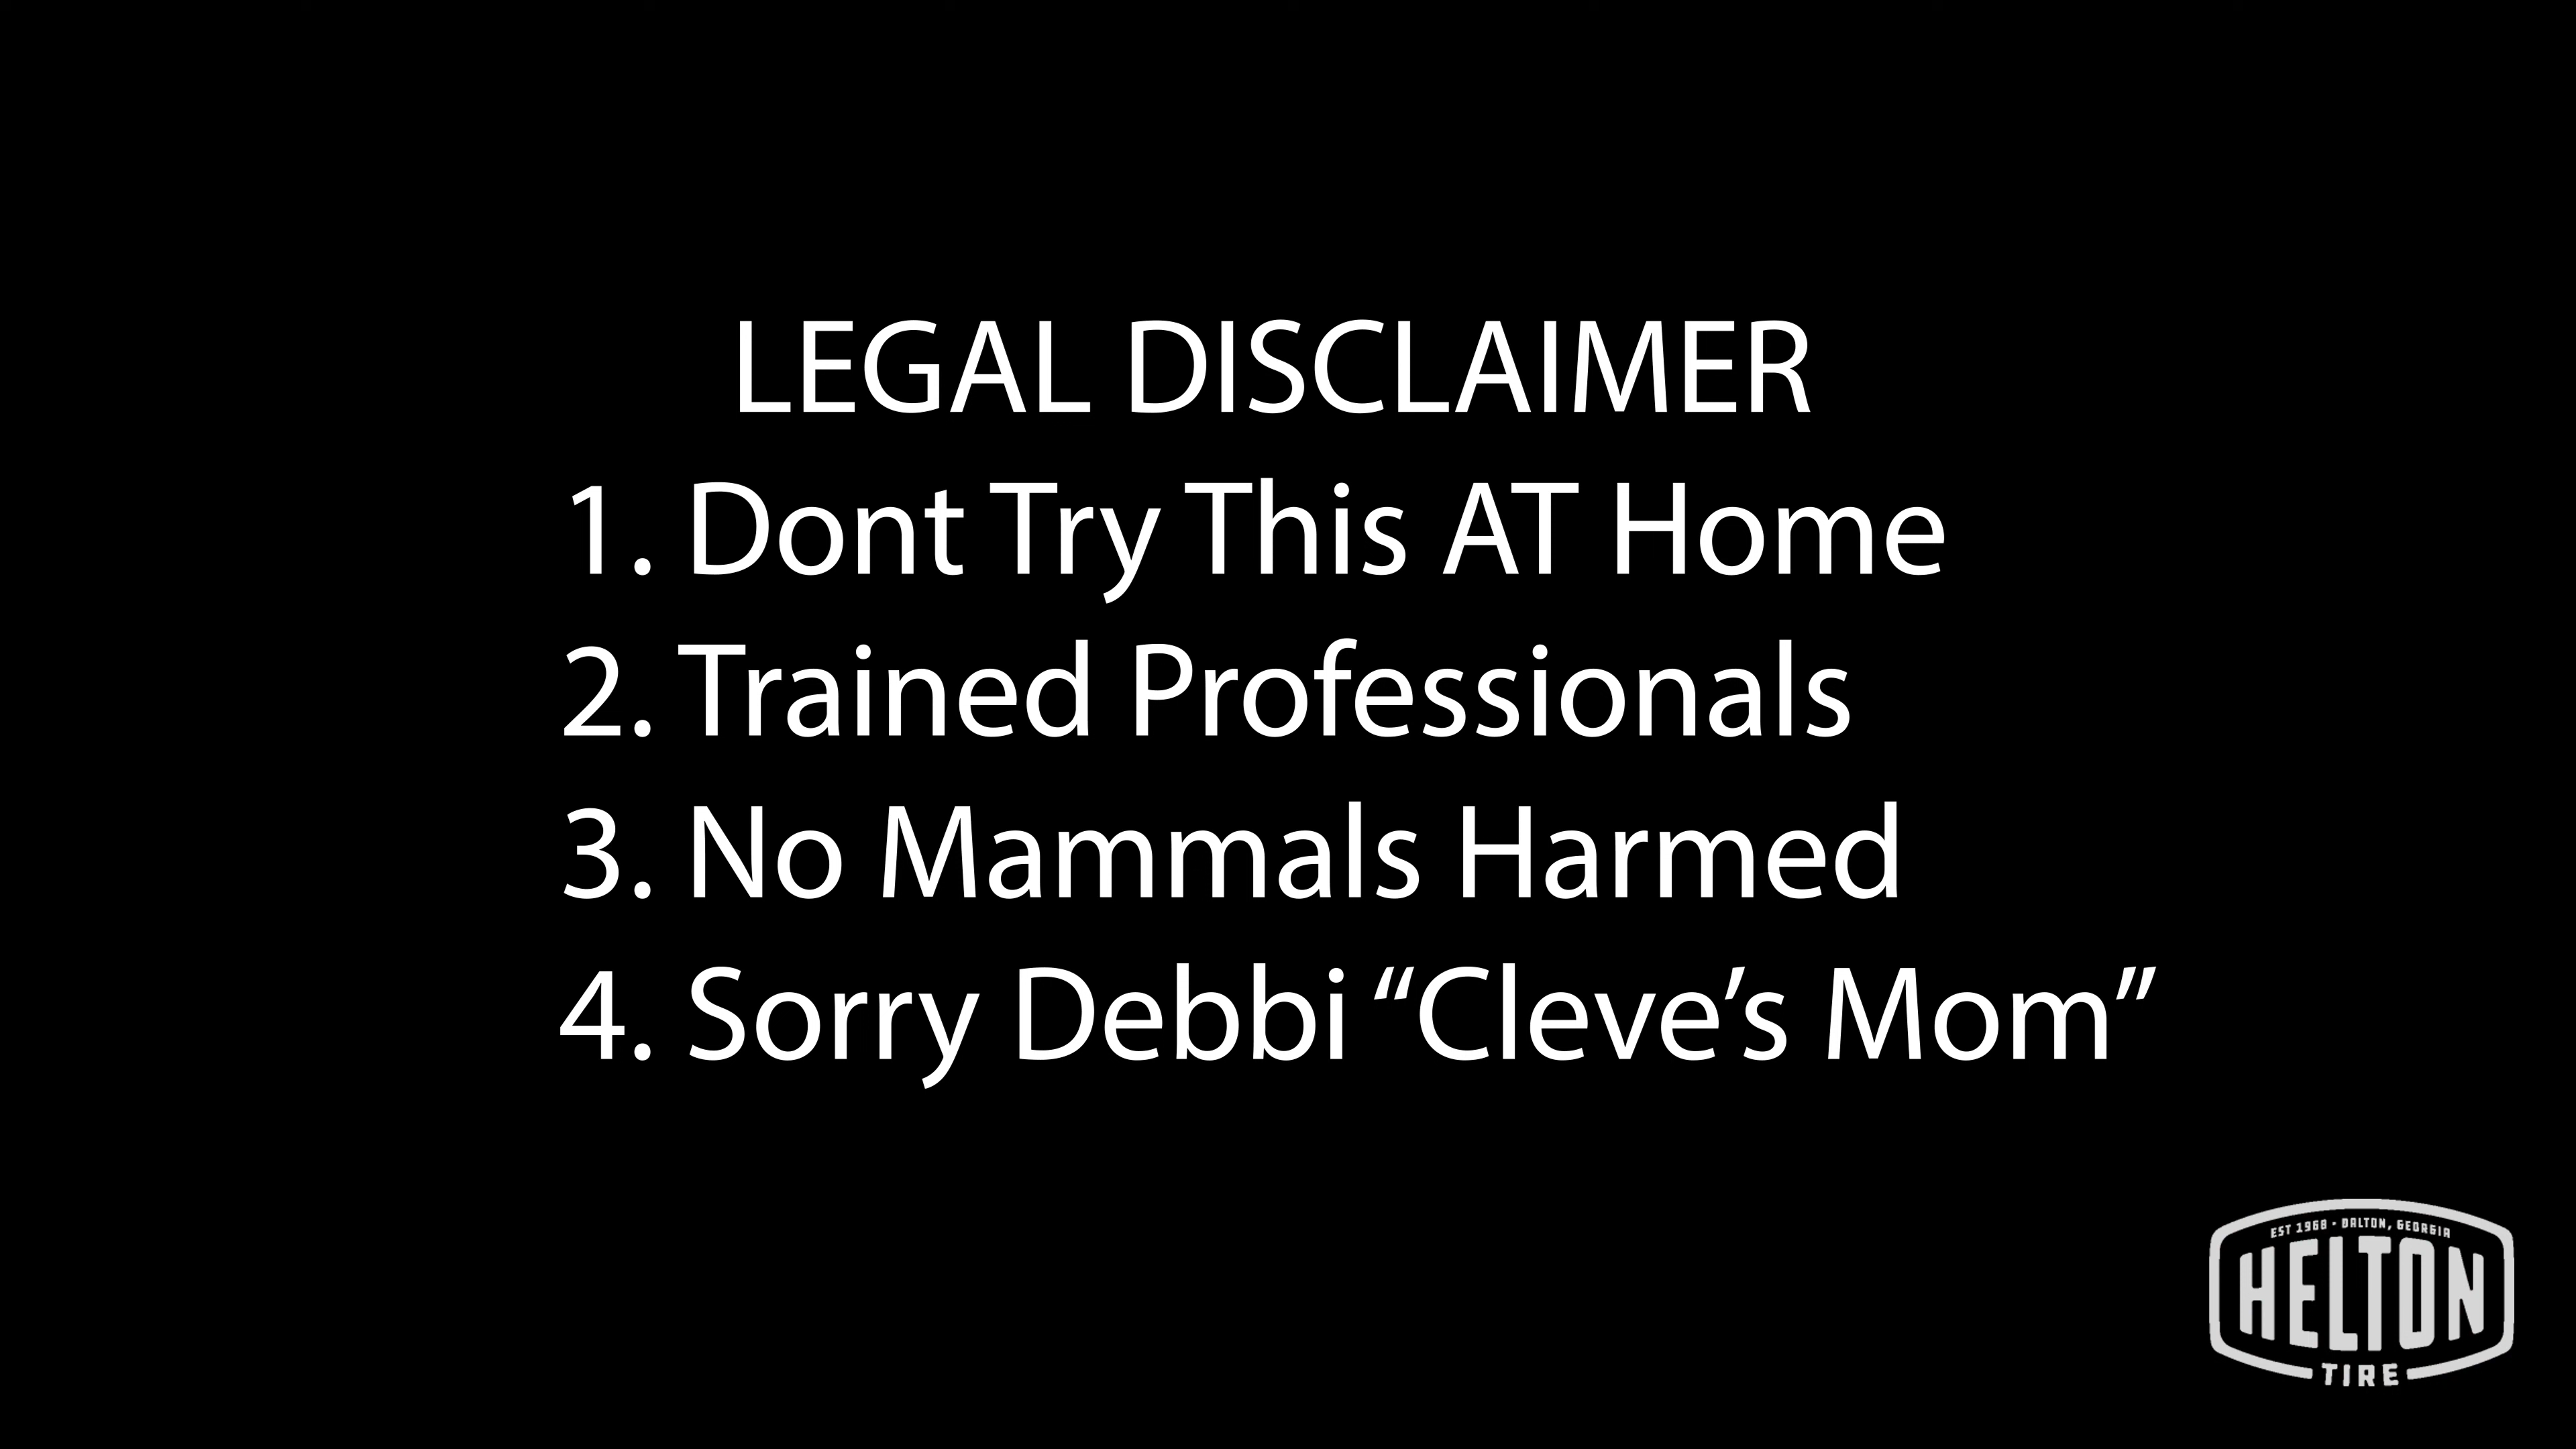 LEGAL DISCLAIMER
1. Dont Try This AT Home
2. Trained Professionals
3. No Mammals Harmed
4. Sorry Debbi “Cleve’s Mom”
EST 1968 • DALTON, GEORGIA
HELTON
TIRE